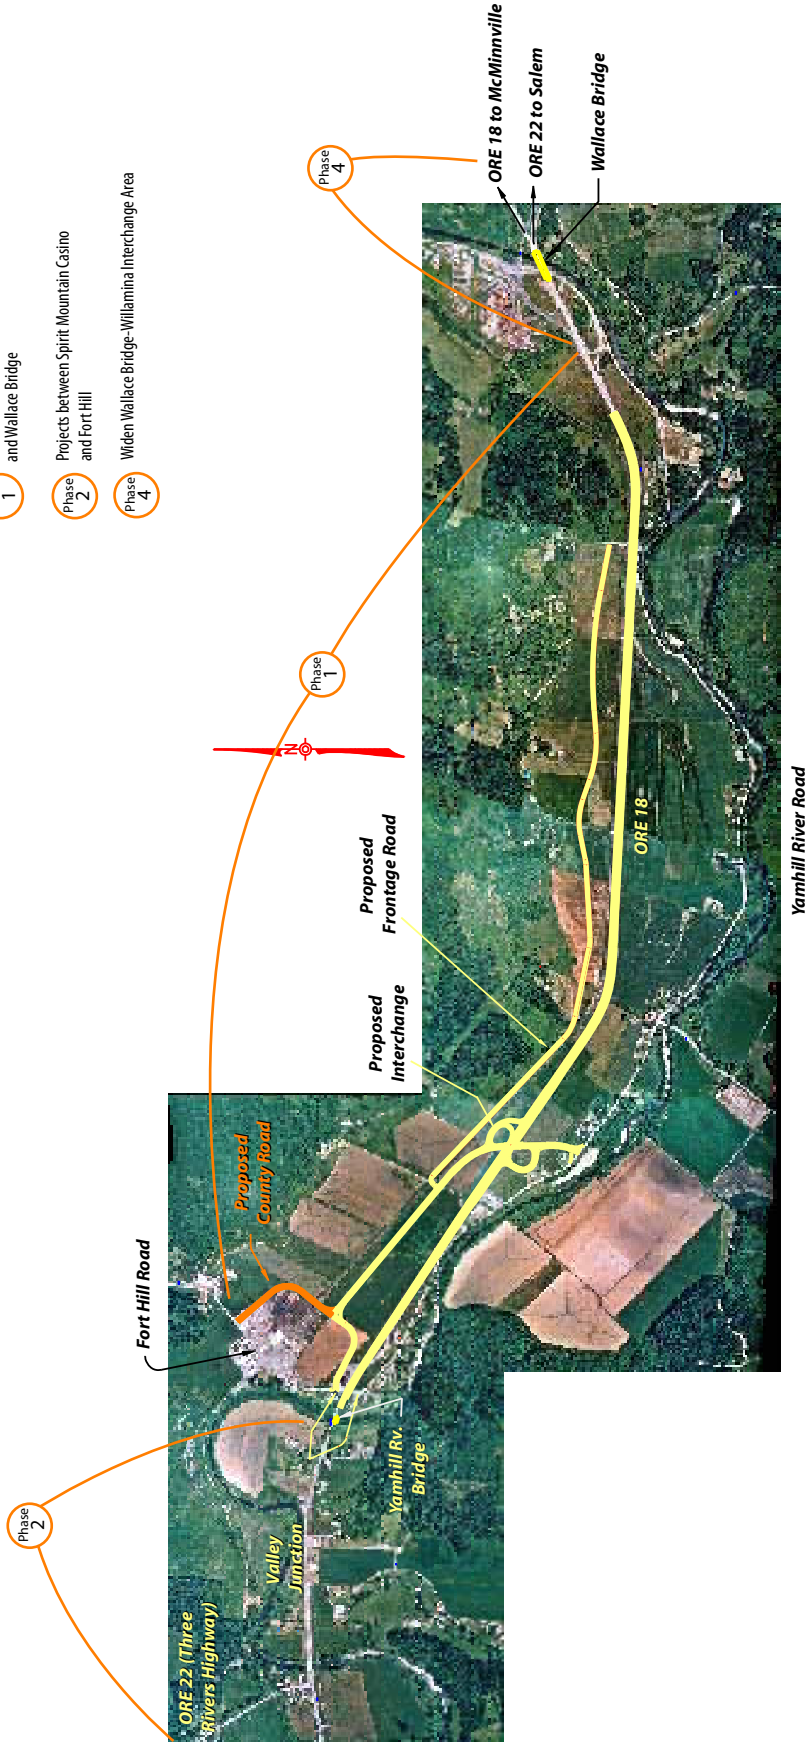 1
and Wallace Bridge
Phase
2
Projects between Spirit Mountain Casino
and Fort Hill
Phase
4
Widen Wallace Bridge-Willamina Interchange Area
Phase
4
ORE 18 to McMinnville
ORE 22 to Salem
Wallace Bridge
Phase
1
N
Proposed
Frontage Road
Proposed
Interchange
ORE 18
Yamhill River Road
Proposed
County Road
Fort Hill Road
Yamhill Rv.
Bridge
Phase
2
Valley
Junction
ORE 22 (Three
Rivers Highway)